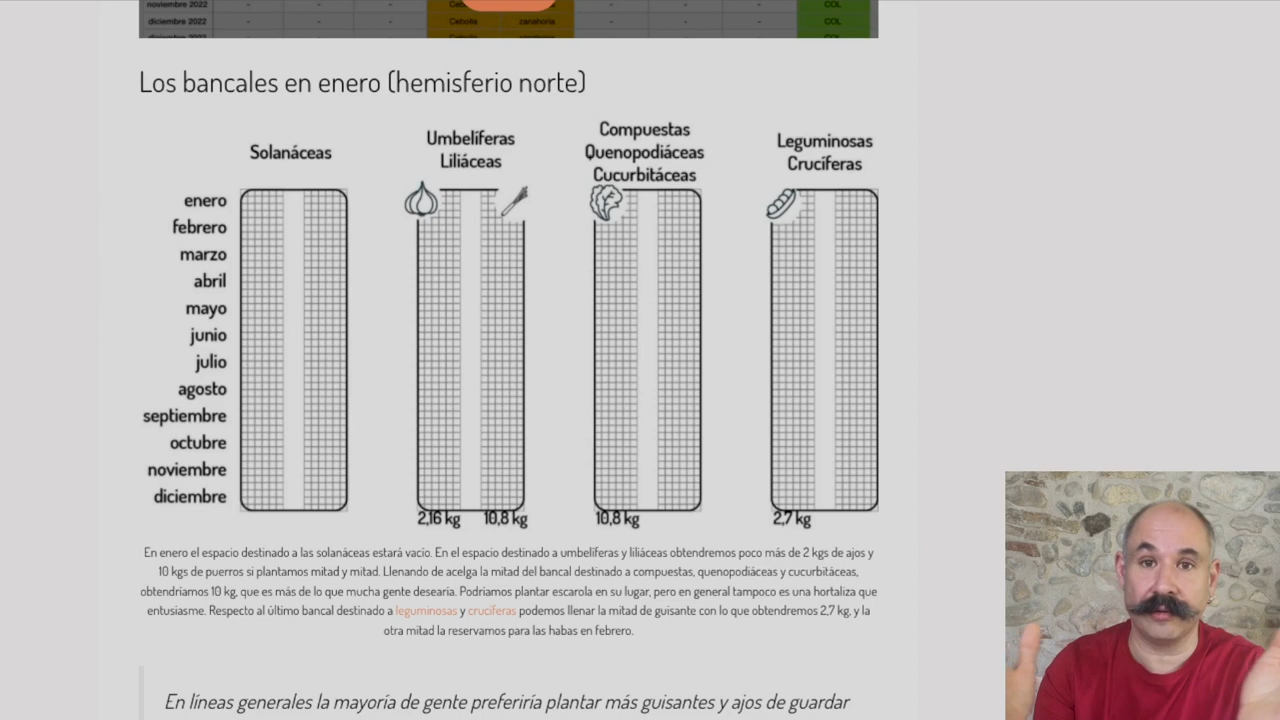 noviembre 2022 - - Cebolla - - - COL
diciembre 2022 - - Cebolla zanahoria - - - COL
Los bancales en enero (hemisferio norte)
Solanáceas
Umbelíferas
Liliáceas
Compuestas
Quenopodiáceas
Cucurbitáceas
Leguminosas
Crucíferas
enero
febrero
marzo
abril
mayo
junio
julio
agosto
septiembre
octubre
noviembre
diciembre
2,16 kg 10,8 kg 10,8 kg 2,7 kg
En enero el espacio destinado a las solanáceas estará vacío. En el espacio destinado a umbelíferas y liliáceas obtendremos poco más de 2 kgs de ajos y
10 kgs de puerros si plantamos mitad y mitad. Llenando de acelga la mitad del bancal destinado a compuestas, quenopodiáceas y cucurbitáceas,
obtendríamos 10 kg, que es más de lo que mucha gente desearía. Podríamos plantar escarola en su lugar, pero en general tampoco es una hortaliza que
entusiasme. Respecto al último bancal destinado a leguminosas y crucíferas podemos llenar la mitad de guisante con lo que obtendremos 2,7 kg, y la
otra mitad la reservamos para las habas en febrero.
En líneas generales la mayoría de gente preferiría plantar más guisantes y ajos de guardar